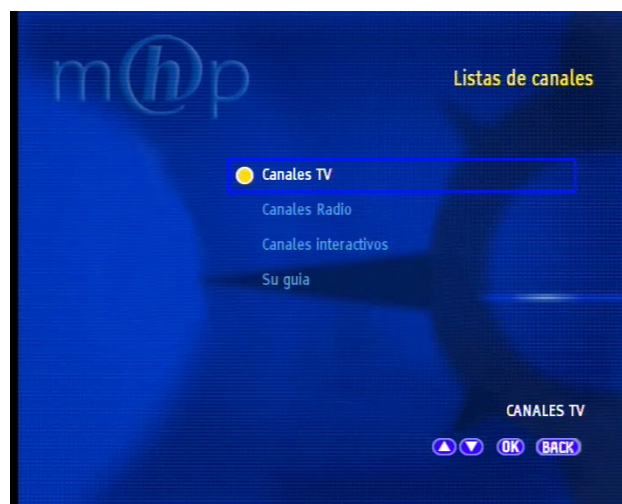 mhp
Listas de canales
Canales TV
Canales Radio
Canales interactivos
Su guia
CANALES TV
OK BACK